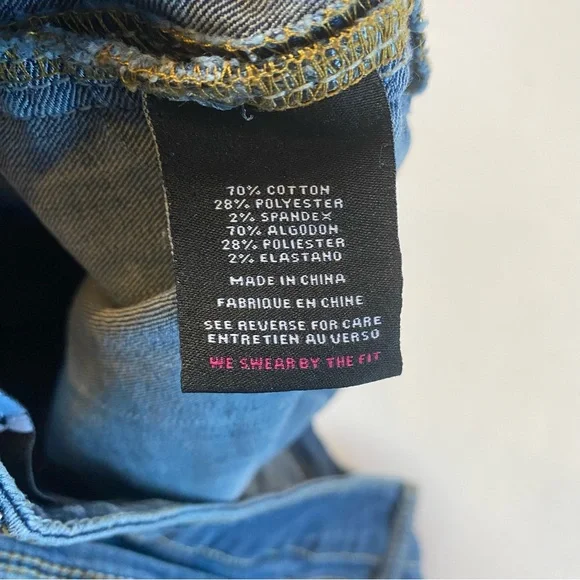 70% COTTON
28% POLYESTER
2% SPANDEX
70% ALGODON
28% POLIESTER
2% ELASTANO
MADE IN CHINA
FABRIQUE EN CHINE
SEE REVERSE FOR CARE
ENTRETIEN AU VERSO
WE SWEAR BY THE FIT